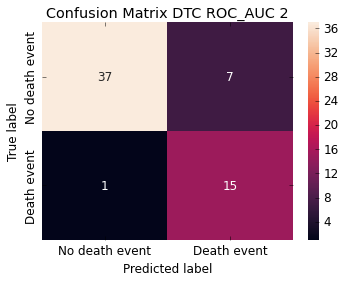 Confusion Matrix DTC ROC_AUC 2
True label
No death event
Death event
37
7
1
15
No death event
Death event
Predicted label
36
32
28
24
20
16
12
8
4